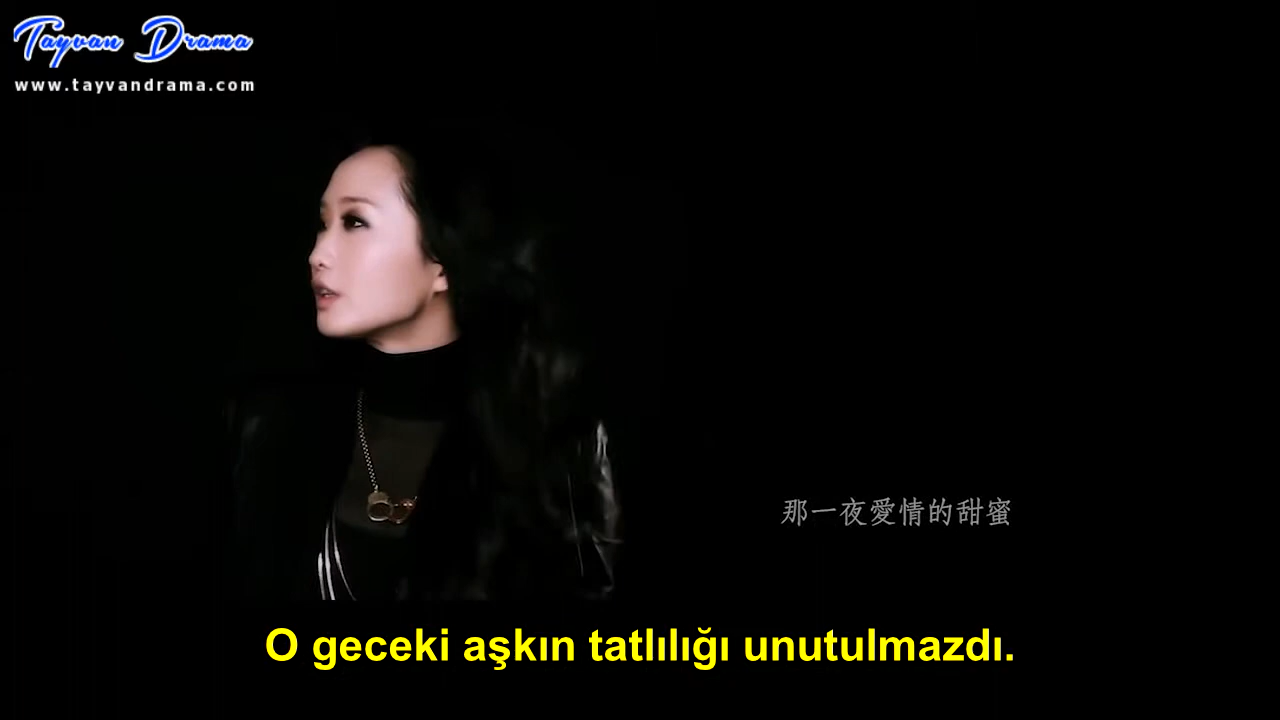 Tayvan Drama
www.tayvandrama.com
那一夜愛情的甜蜜
O geceki aşkın tatlılığı unutulmazdı.